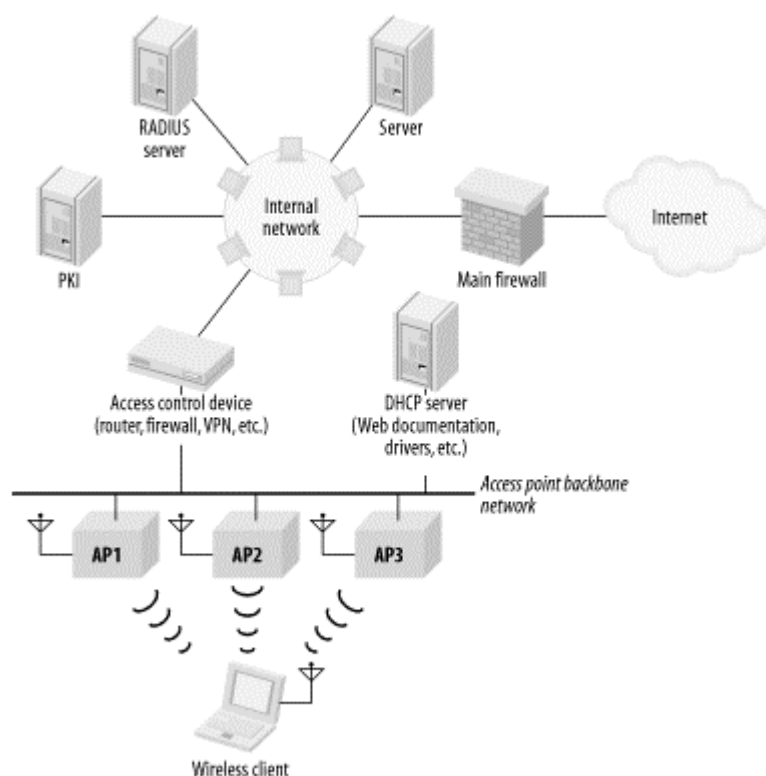 RADIUS
server
Server
PKI
Internal
network
Main firewall
Internet
Access control device
(router, firewall, VPN, etc.)
DHCP server
(Web documentation,
drivers, etc.)
Access point backbone
network
AP1
AP2
AP3
Wireless client